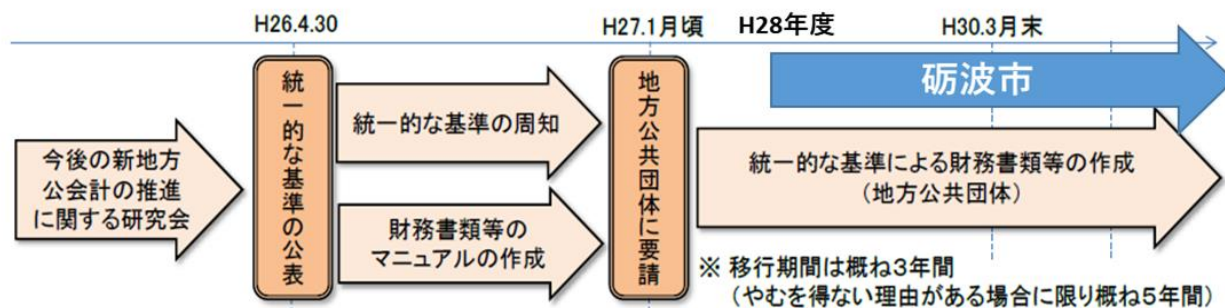 H26.4.30
H27.1月頃
H28年度
H30.3月末
砺波市
今後の新地方
公会計の推進
に関する研究会
統一的な基準の公表
統一的な基準の周知
財務書類等の
マニュアルの作成
地方公共団体に要請
統一的な基準による財務書類等の作成
(地方公共団体)
※ 移行期間は概ね3年間
(やむを得ない理由がある場合に限り概ね5年間)